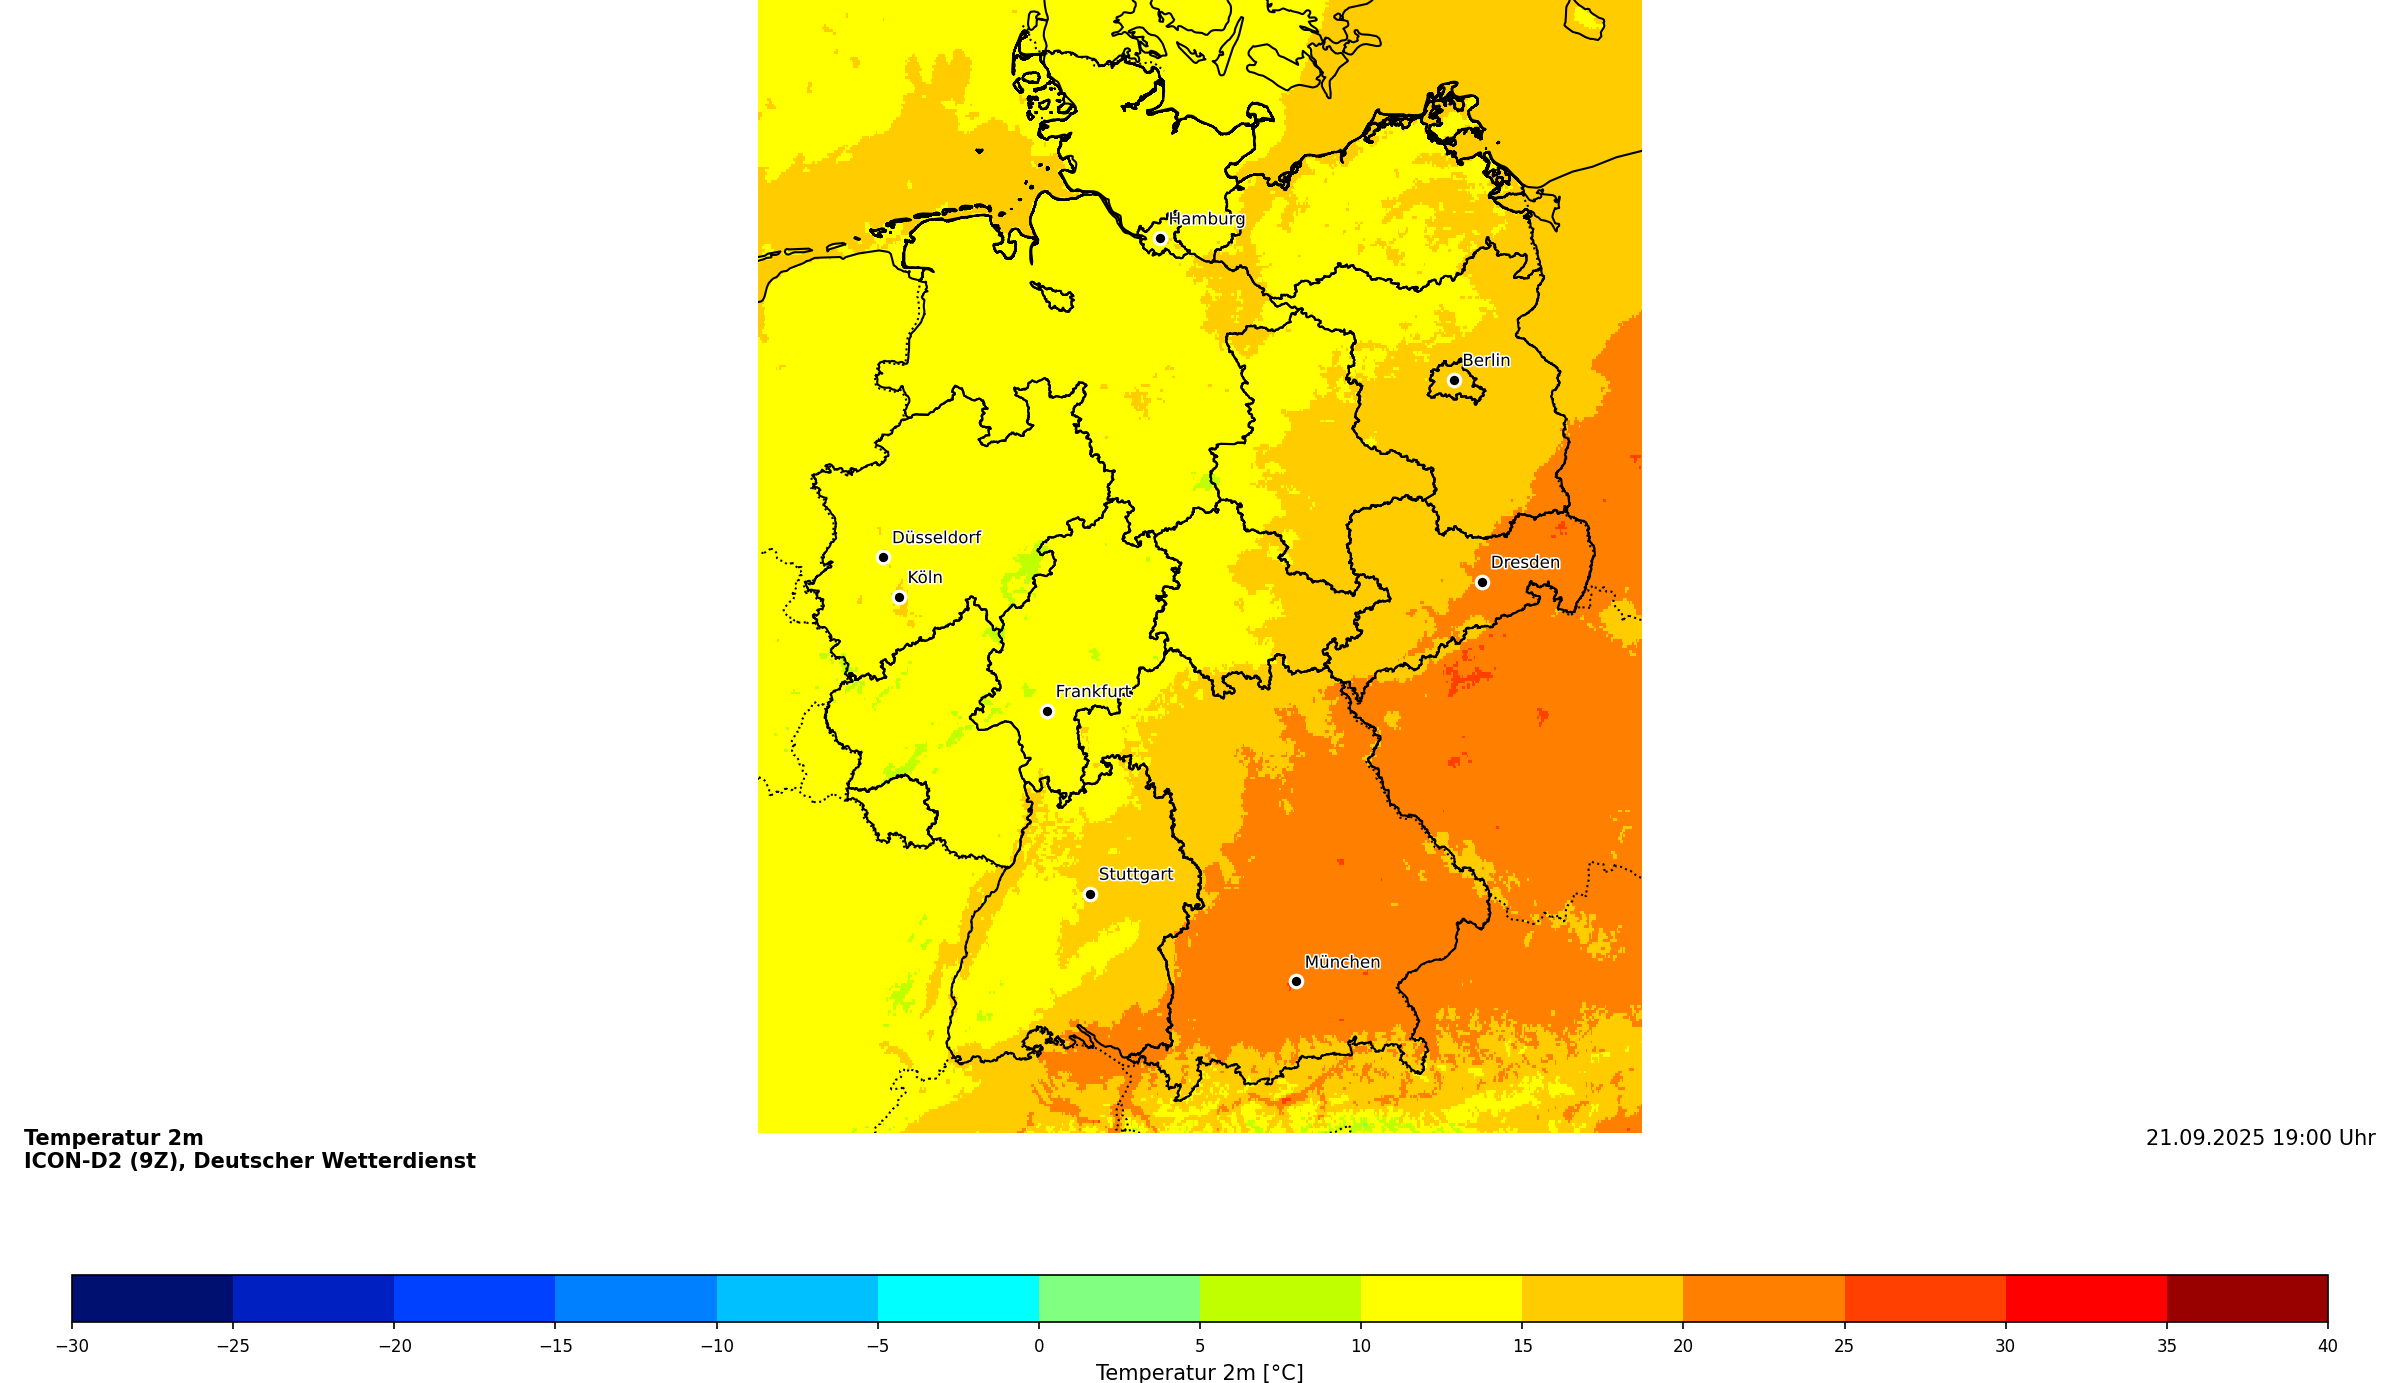 Hamburg
Berlin
Düsseldorf
Köln
Dresden
Frankfurt
Stuttgart
München
Temperatur 2m
21.09.2025 19:00 Uhr
ICON-D2 (9Z), Deutscher Wetterdienst
−30 −25 −20 −15 −10 −5 0 5 10 15 20 25 30 35 40
Temperatur 2m [°C]